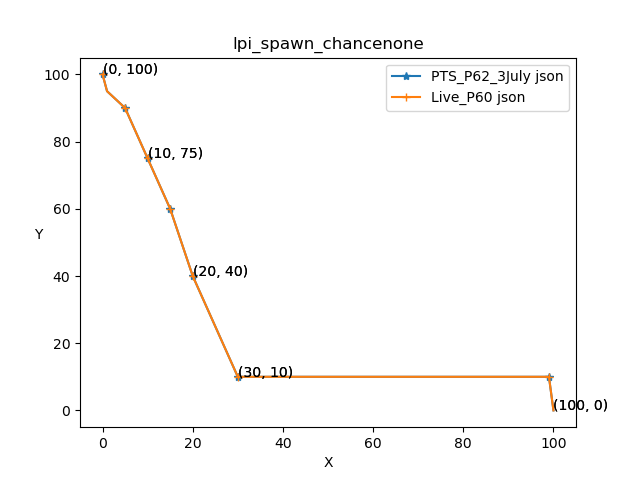 lpi_spawn_chancenone
PTS_P62_3July json
Live_P60 json
(0, 100)
(10, 75)
(20, 40)
(30, 10)
(100, 0)
100
80
60
40
20
0
Y
0 20 40 60 80 100
X